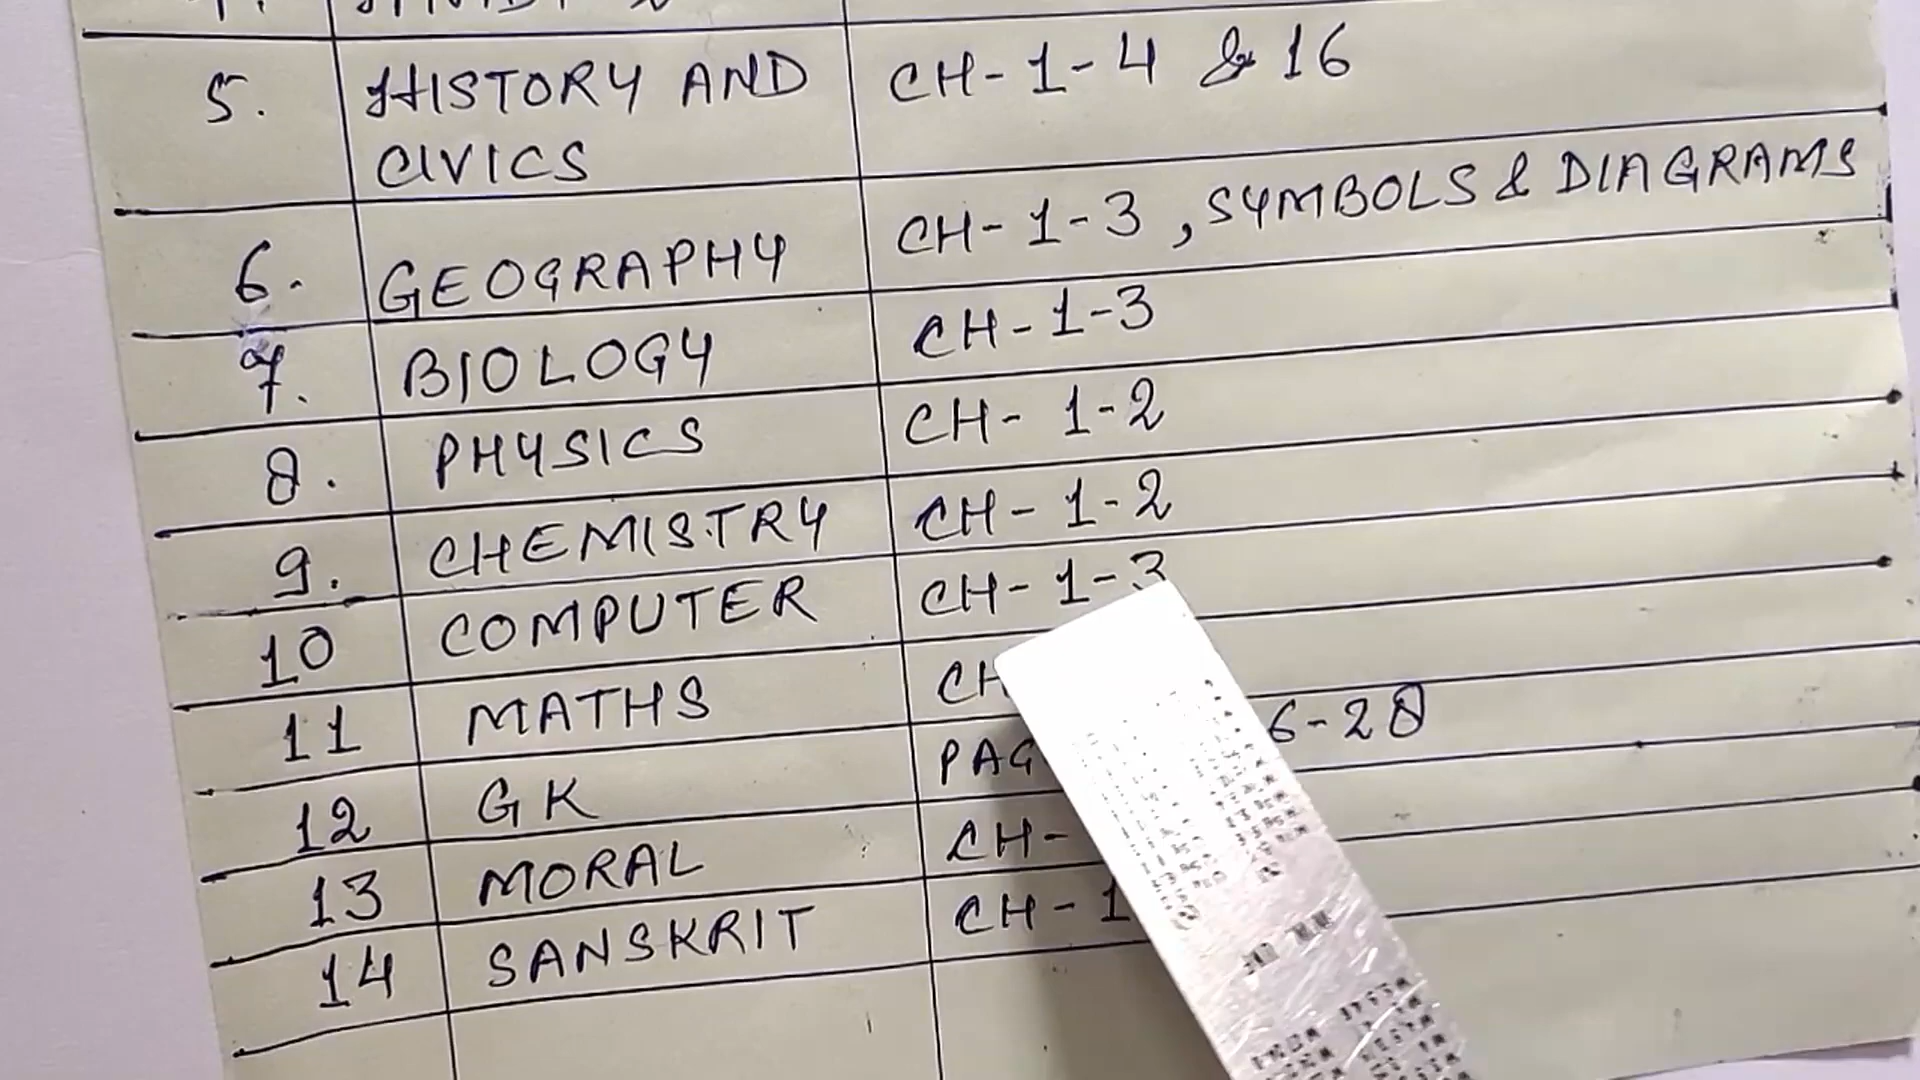 5. HISTORY AND CH-1-4 & 16
CIVICS
6. GEOGRAPHY CH-1-3, SYMBOLS & DIAGRAMS
7. BIOLOGY CH-1-3
8. PHYSICS CH-1-2
9. CHEMISTRY CH-1-2
10 COMPUTER CH-1-3
11 MATHS CH
12 GK PAG 6-28
13 MORAL CH-
14 SANSKRIT CH-1